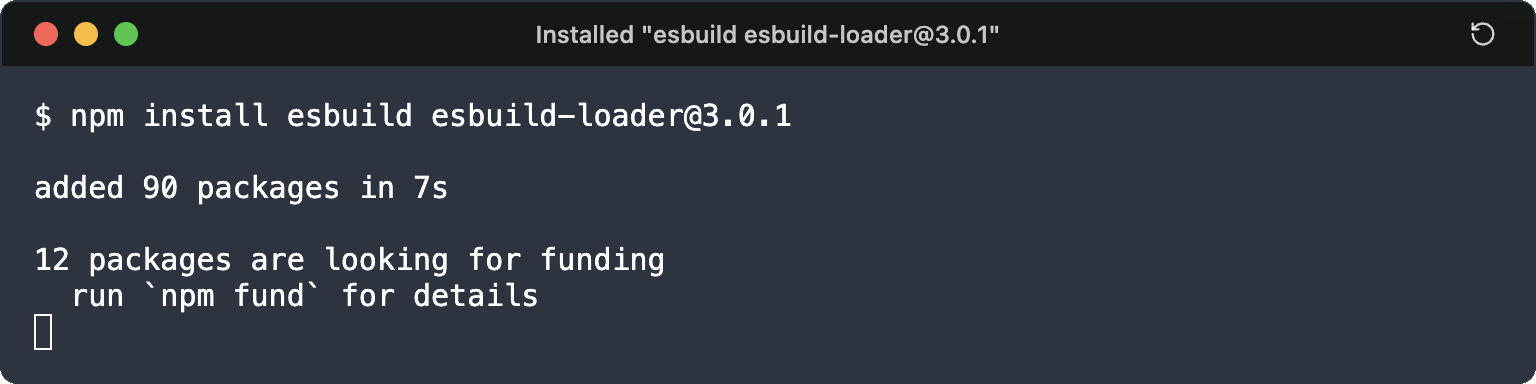 Installed "esbuild esbuild-loader@3.0.1"
$ npm install esbuild esbuild-loader@3.0.1
added 90 packages in 7s
12 packages are looking for funding
  run `npm fund` for details